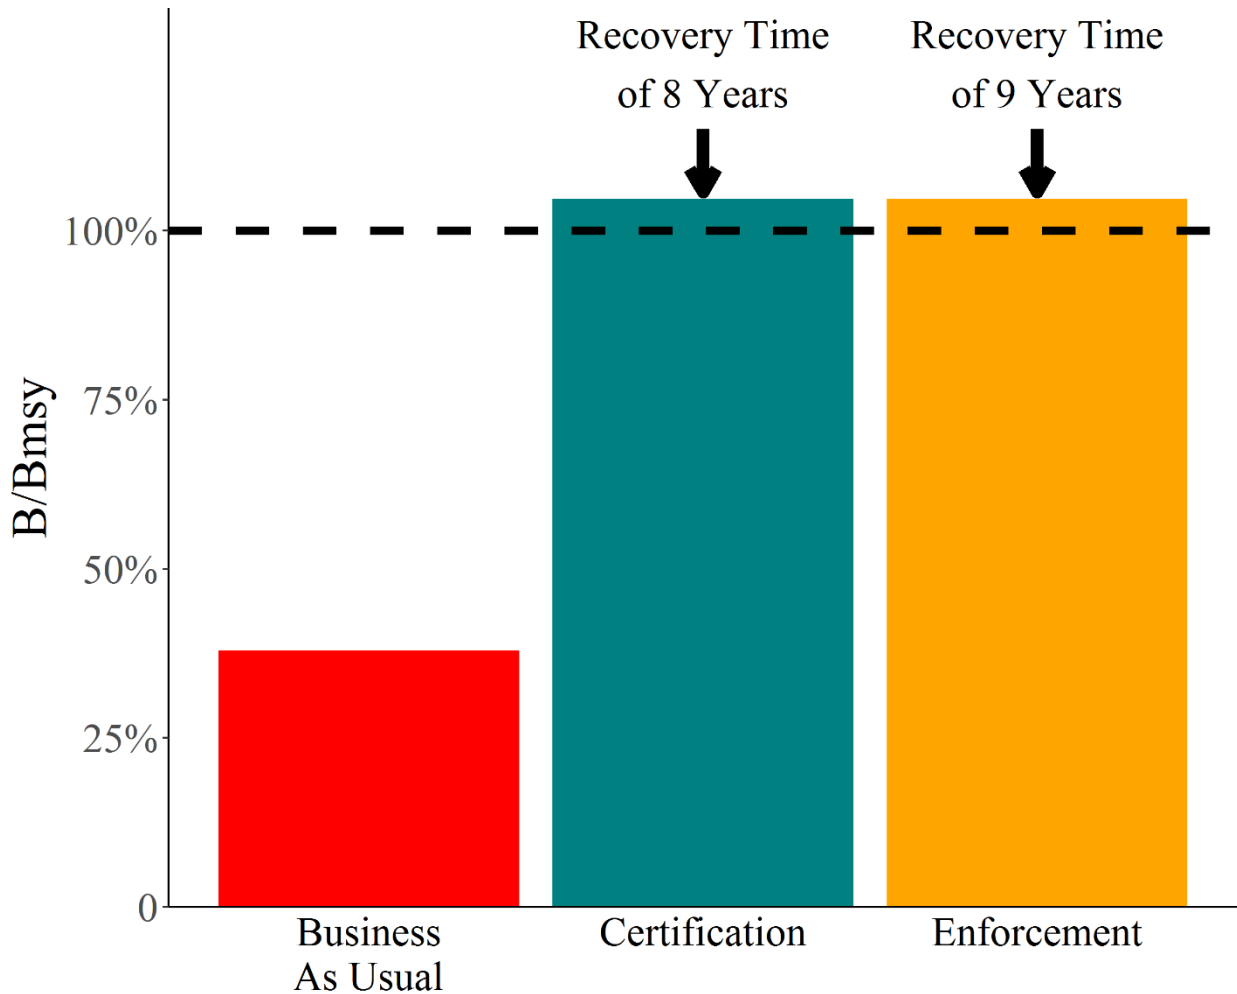 Recovery Time
of 8 Years
Recovery Time
of 9 Years
B/Bmsy
100%
75%
50%
25%
0
Business
As Usual
Certification
Enforcement